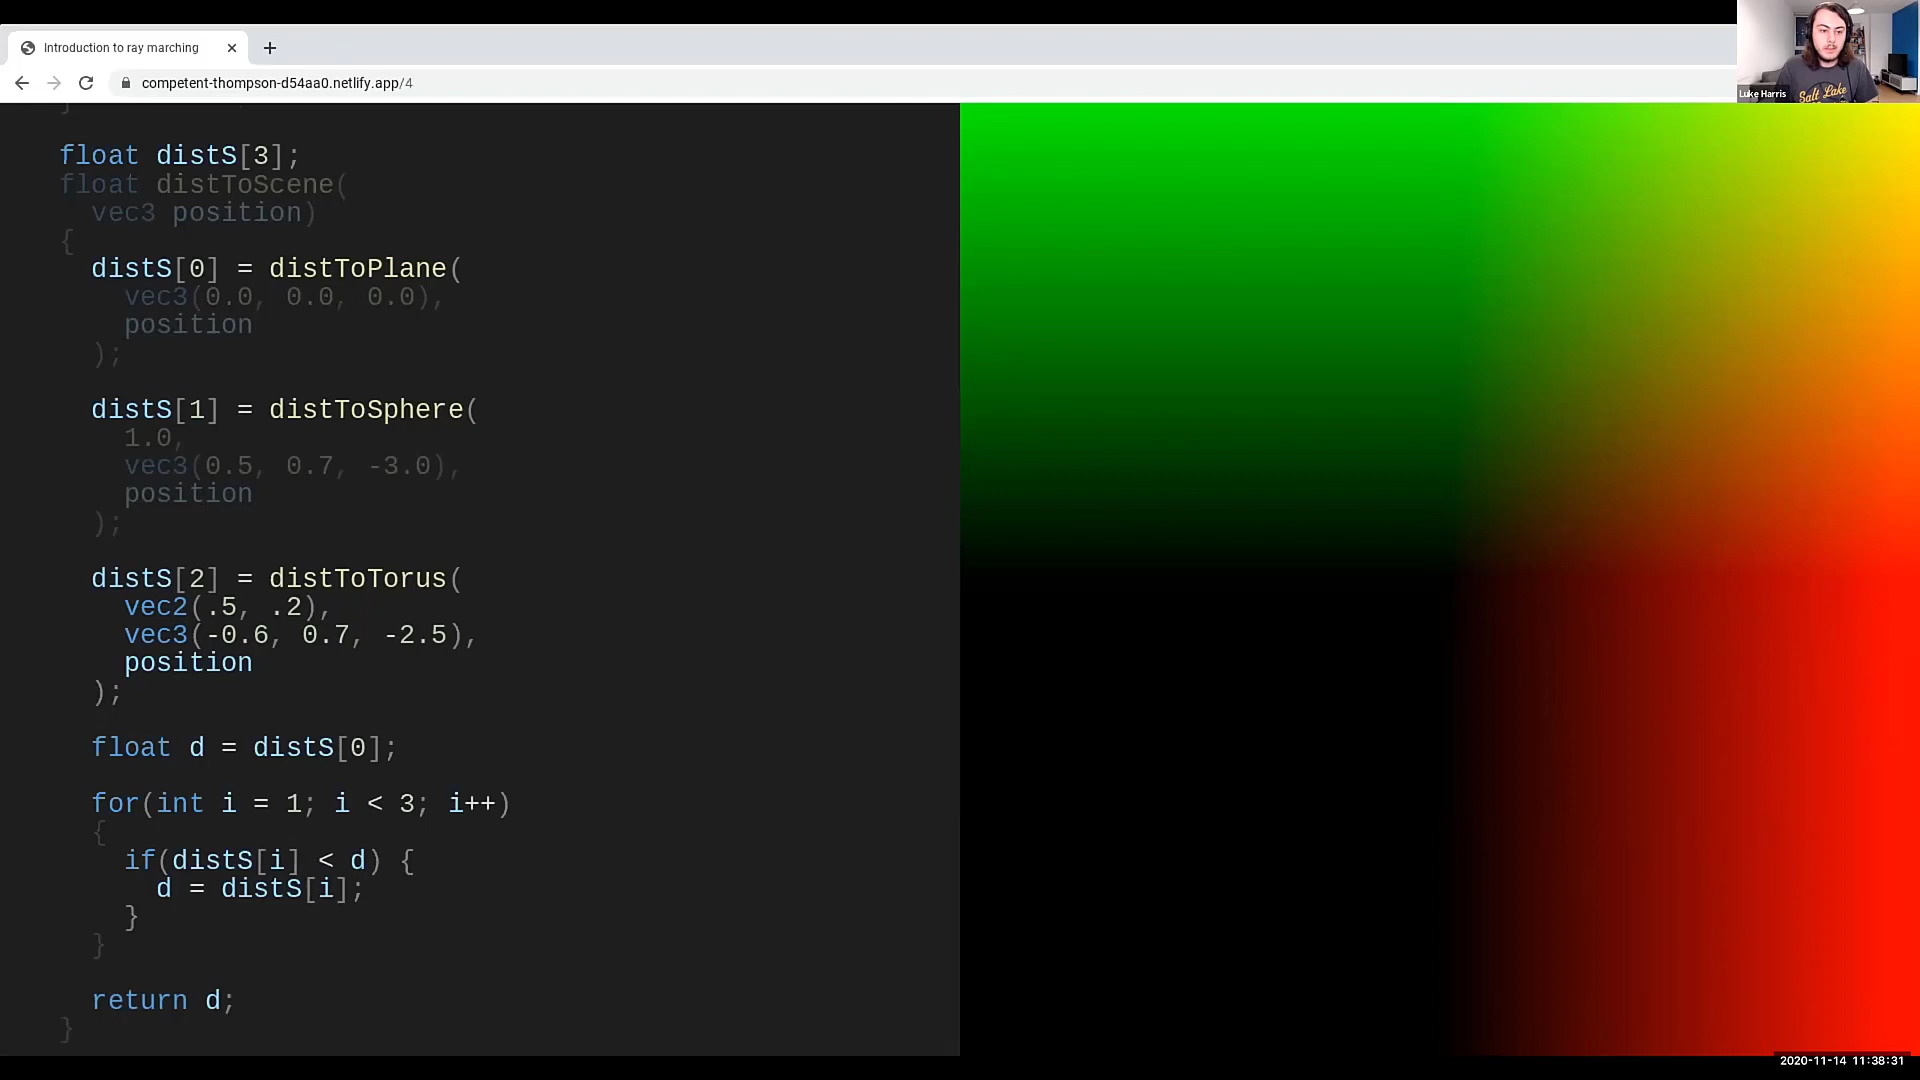 Introduction to ray marching
competent-thompson-d54aa0.netlify.app/4
Luke Harris
Salt Lake
}
float distS[3];
float distToScene(
vec3 position)
{
distS[0] = distToPlane(
vec3(0.0, 0.0, 0.0),
position
);
distS[1] = distToSphere(
1.0,
vec3(0.5, 0.7, -3.0),
position
);
distS[2] = distToTorus(
vec2(.5, .2),
vec3(-0.6, 0.7, -2.5),
position
);
float d = distS[0];
for(int i = 1; i < 3; i++)
{
if(distS[i] < d) {
d = distS[i];
}
}
return d;
}
2020-11-14 11:38:31